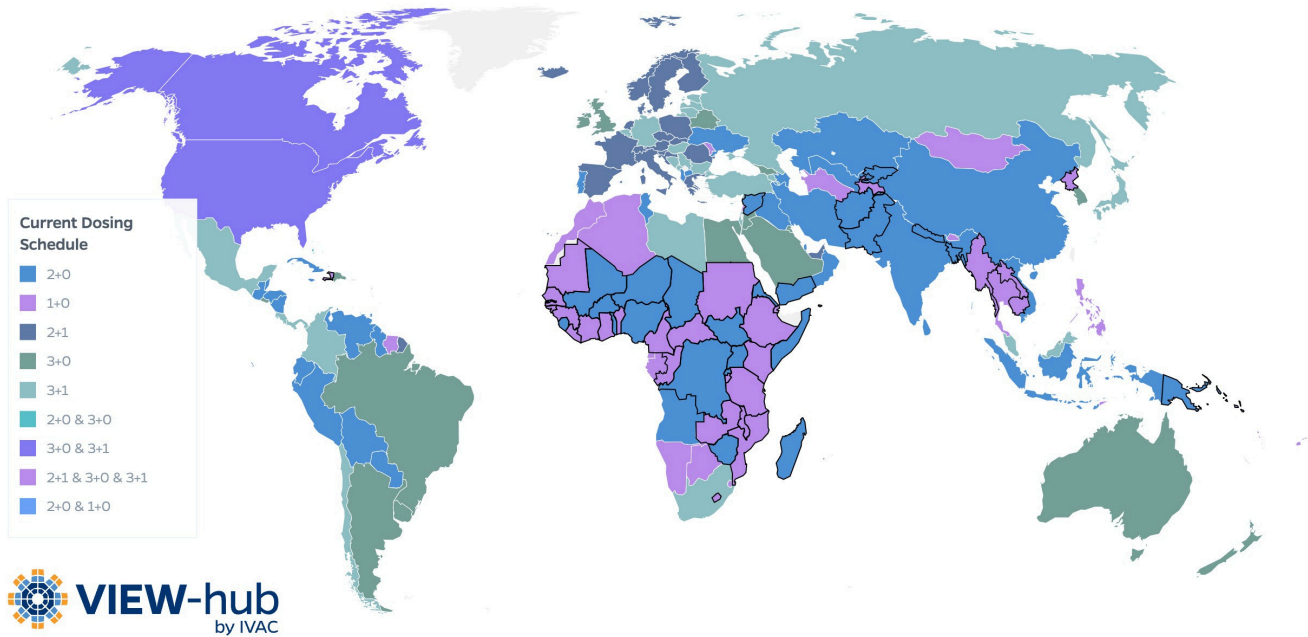 Current Dosing
Schedule
2+0
1+0
2+1
3+0
3+1
2+0 & 3+0
3+0 & 3+1
2+1 & 3+0 & 3+1
2+0 & 1+0
VIEW-hub
by IVAC